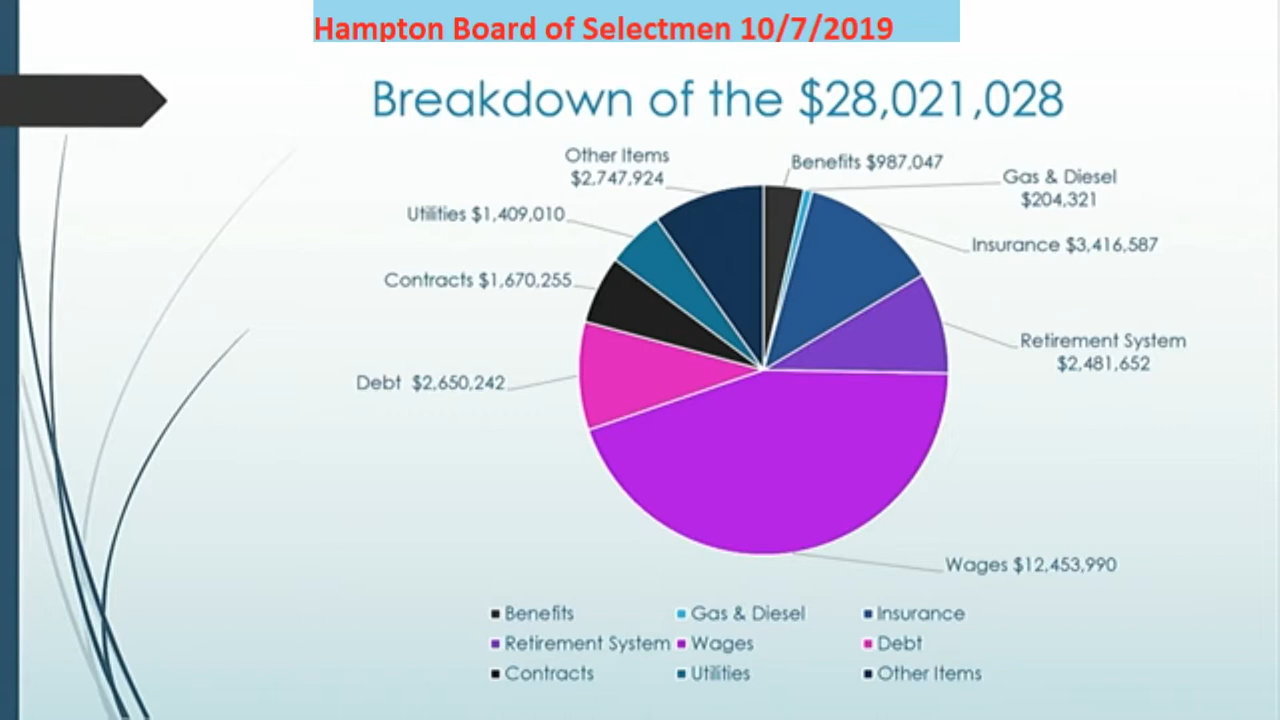 Hampton Board of Selectmen 10/7/2019
Breakdown of the $28,021,028
Other Items
$2,747,924
Benefits $987,047
Gas & Diesel
$204,321
Utilities $1,409,010
Insurance $3,416,587
Contracts $1,670,255
Retirement System
$2,481,652
Debt $2,650,242
Wages $12,453,990
Benefits
Gas & Diesel
Insurance
Retirement System
Wages
Debt
Contracts
Utilities
Other Items